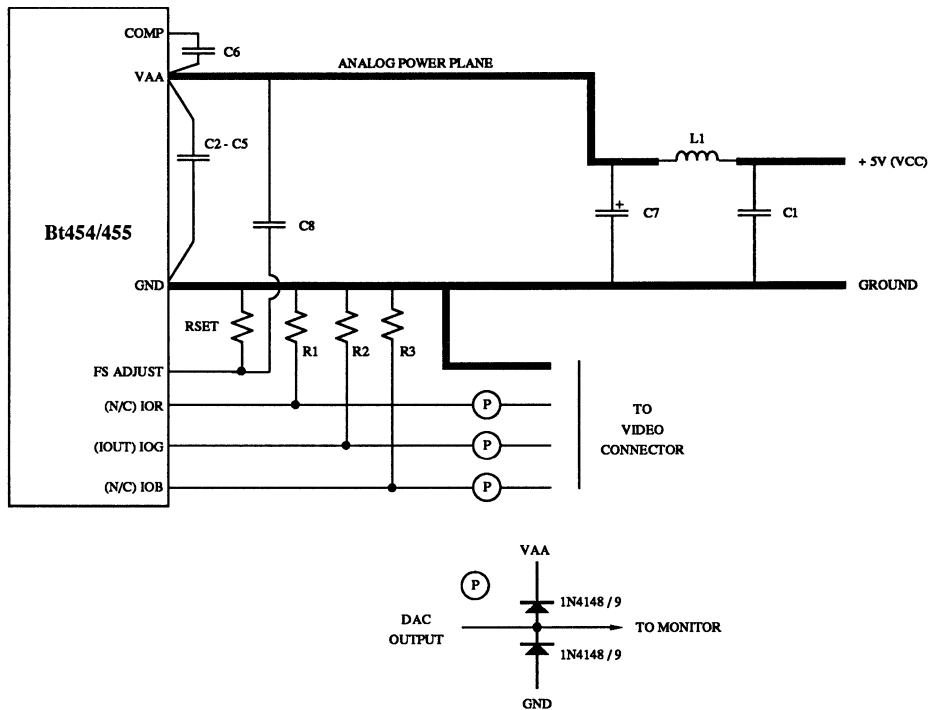 COMP
C6
VAA
ANALOG POWER PLANE
L1
C2 - C5
+ 5V (VCC)
+
C7
C1
C8
Bt454/455
GND
GROUND
RSET
R1
R2
R3
FS ADJUST
(N/C) IOR
P
TO
VIDEO
CONNECTOR
(IOUT) IOG
P
(N/C) IOB
P
VAA
P
1N4148 / 9
DAC
OUTPUT
TO MONITOR
1N4148 / 9
GND